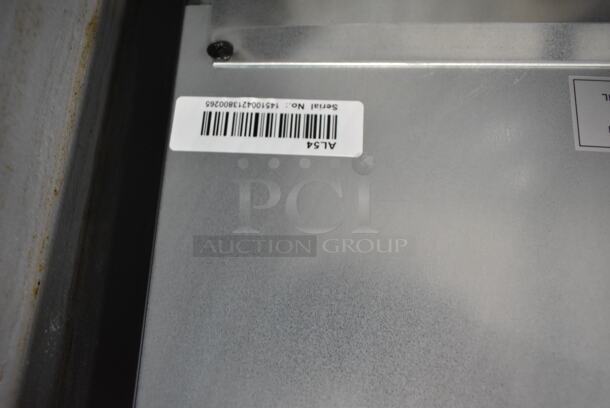 AL54
Serial No.: 1451004213800265
PCi
AUCTION GROUP